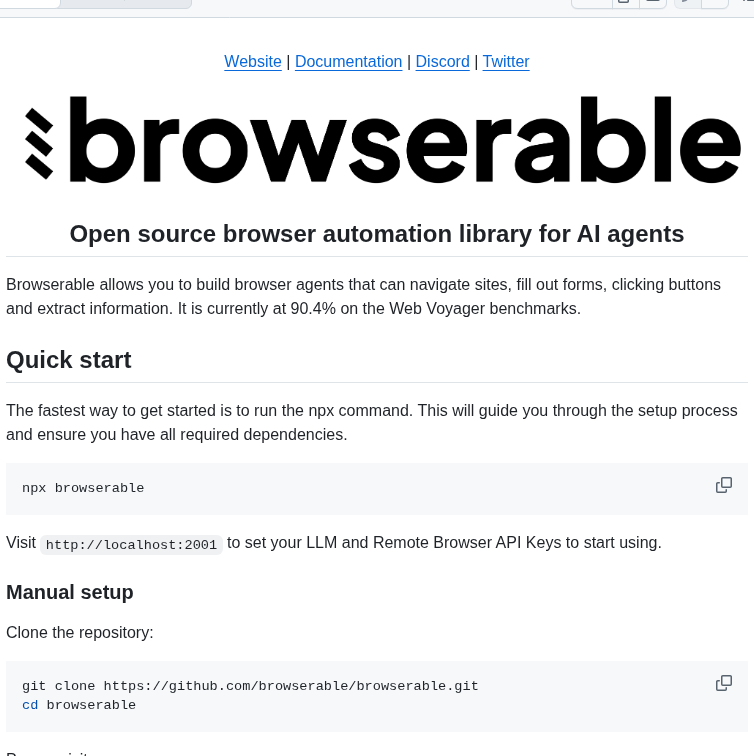 Website | Documentation | Discord | Twitter
browserable
Open source browser automation library for AI agents
Browserable allows you to build browser agents that can navigate sites, fill out forms, clicking buttons
and extract information. It is currently at 90.4% on the Web Voyager benchmarks.
Quick start
The fastest way to get started is to run the npx command. This will guide you through the setup process
and ensure you have all required dependencies.
npx browserable
Visit http://localhost:2001 to set your LLM and Remote Browser API Keys to start using.
Manual setup
Clone the repository:
git clone https://github.com/browserable/browserable.git
cd browserable